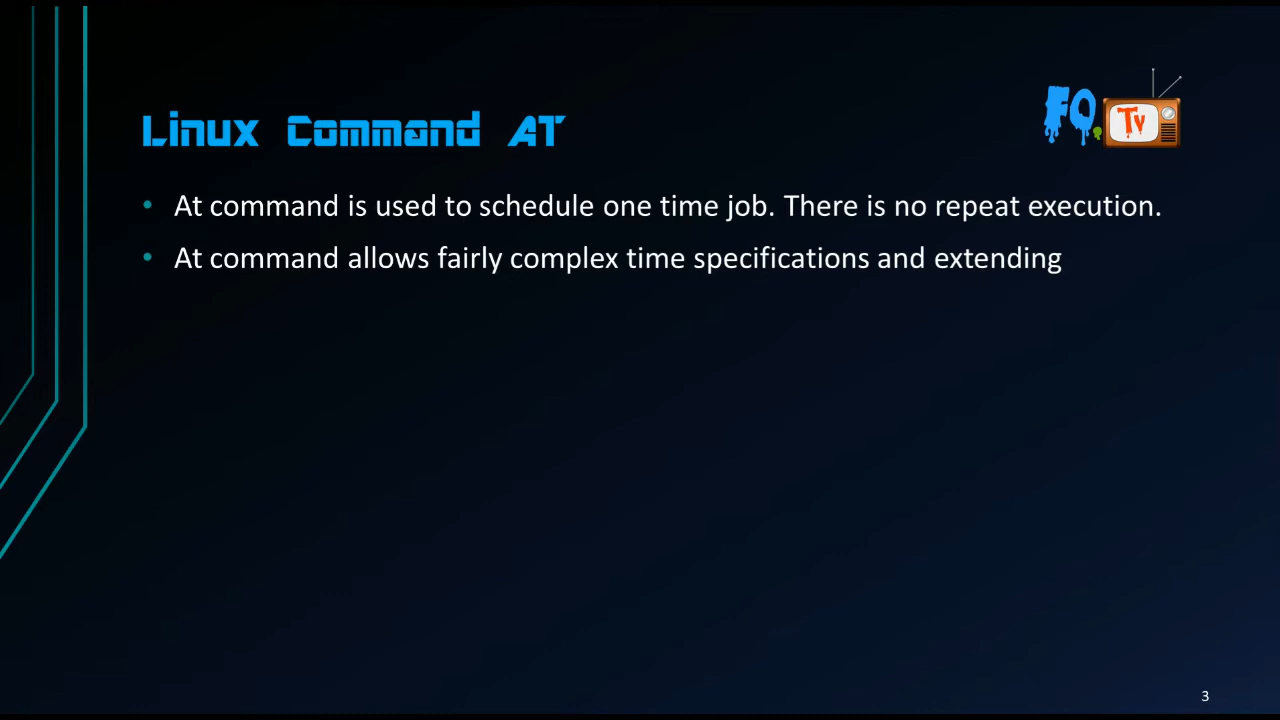 Linux Command AT
FQ.
Tv
• At command is used to schedule one time job. There is no repeat execution.
• At command allows fairly complex time specifications and extending
3